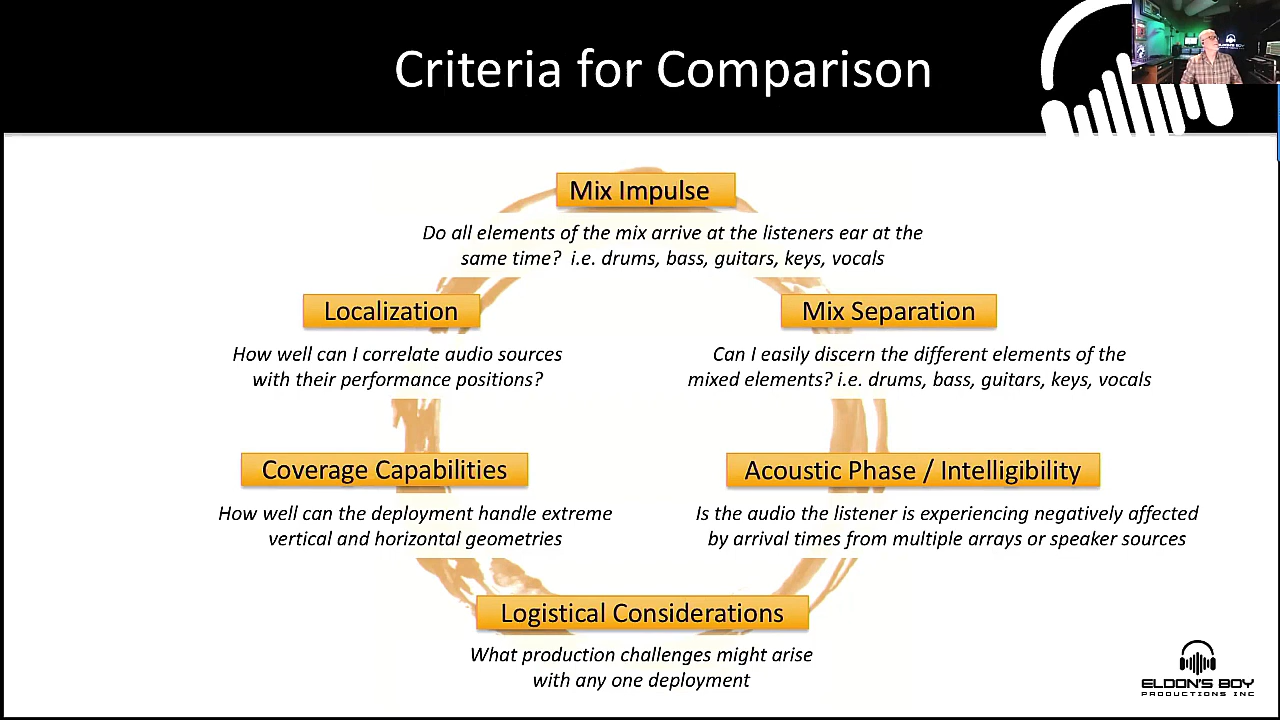 Criteria for Comparison
Mix Impulse
Do all elements of the mix arrive at the listeners ear at the
same time?  i.e. drums, bass, guitars, keys, vocals
Localization
How well can I correlate audio sources
with their performance positions?
Mix Separation
Can I easily discern the different elements of the
mixed elements? i.e. drums, bass, guitars, keys, vocals
Coverage Capabilities
How well can the deployment handle extreme
vertical and horizontal geometries
Acoustic Phase / Intelligibility
Is the audio the listener is experiencing negatively affected
by arrival times from multiple arrays or speaker sources
Logistical Considerations
What production challenges might arise
with any one deployment
ELDON'S BOY
PRODUCTIONS INC